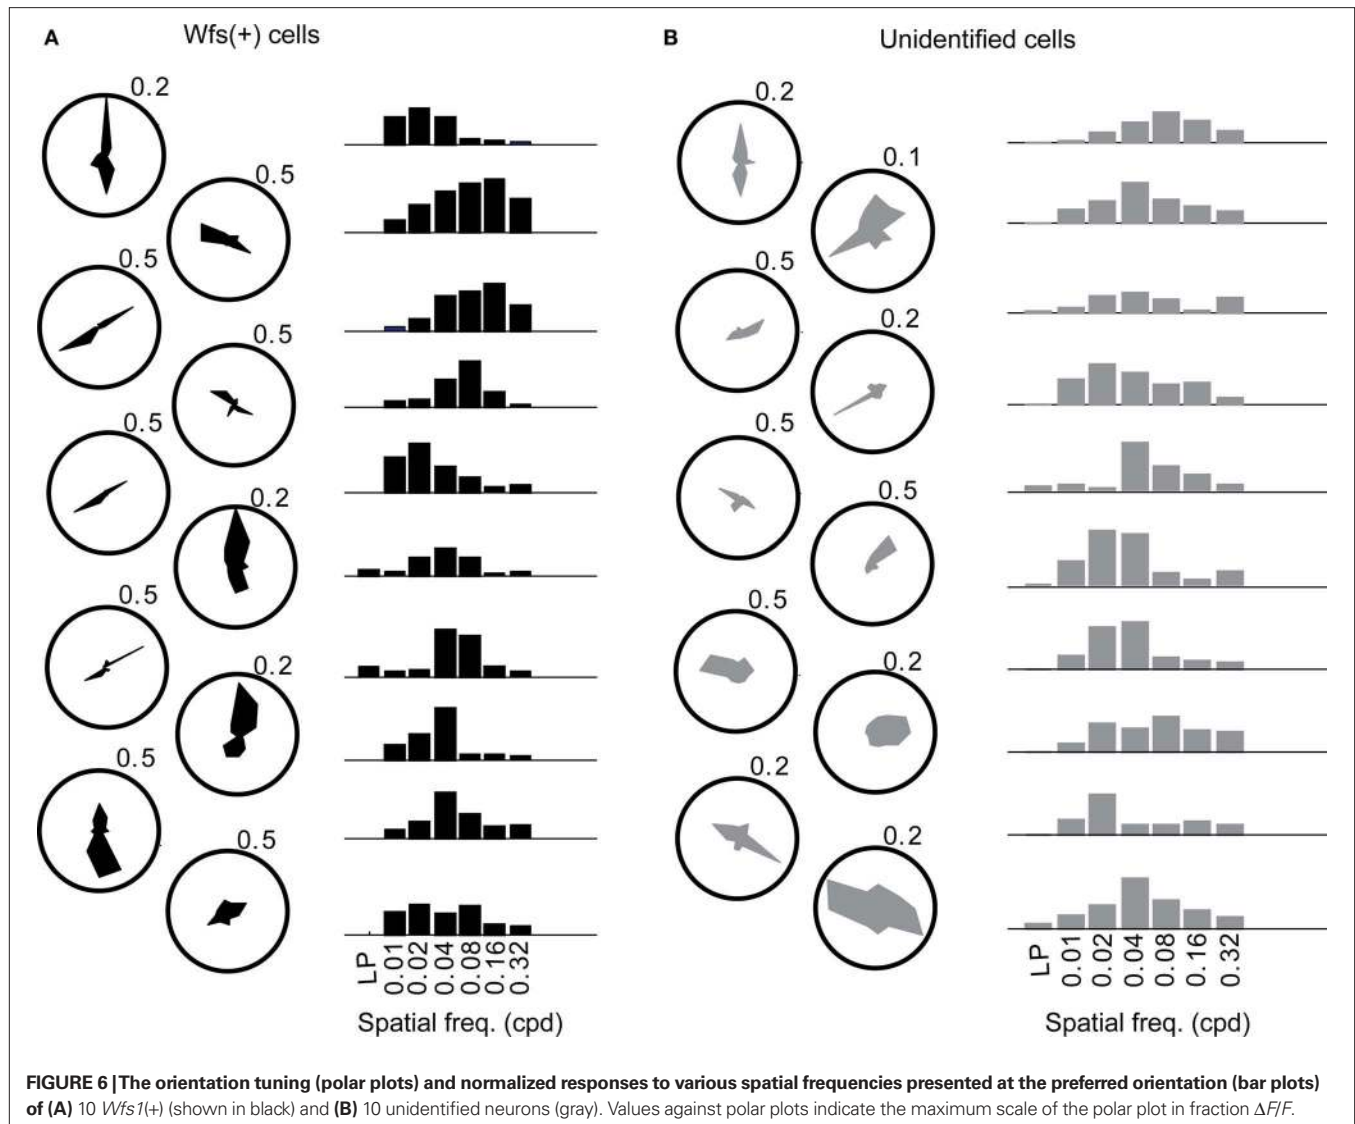 A Wfs(+) cells
B Unidentified cells
0.2
0.5
0.5
0.5
0.5
0.2
0.5
0.2
0.5
0.5
LP 0.01 0.02 0.04 0.08 0.16 0.32
Spatial freq. (cpd)
0.2
0.1
0.5
0.2
0.5
0.5
0.5
0.2
0.2
0.2
LP 0.01 0.02 0.04 0.08 0.16 0.32
Spatial freq. (cpd)
FIGURE 6 | The orientation tuning (polar plots) and normalized responses to various spatial frequencies presented at the preferred orientation (bar plots)
of (A) 10 Wfs1(+) (shown in black) and (B) 10 unidentified neurons (gray). Values against polar plots indicate the maximum scale of the polar plot in fraction ΔF/F.